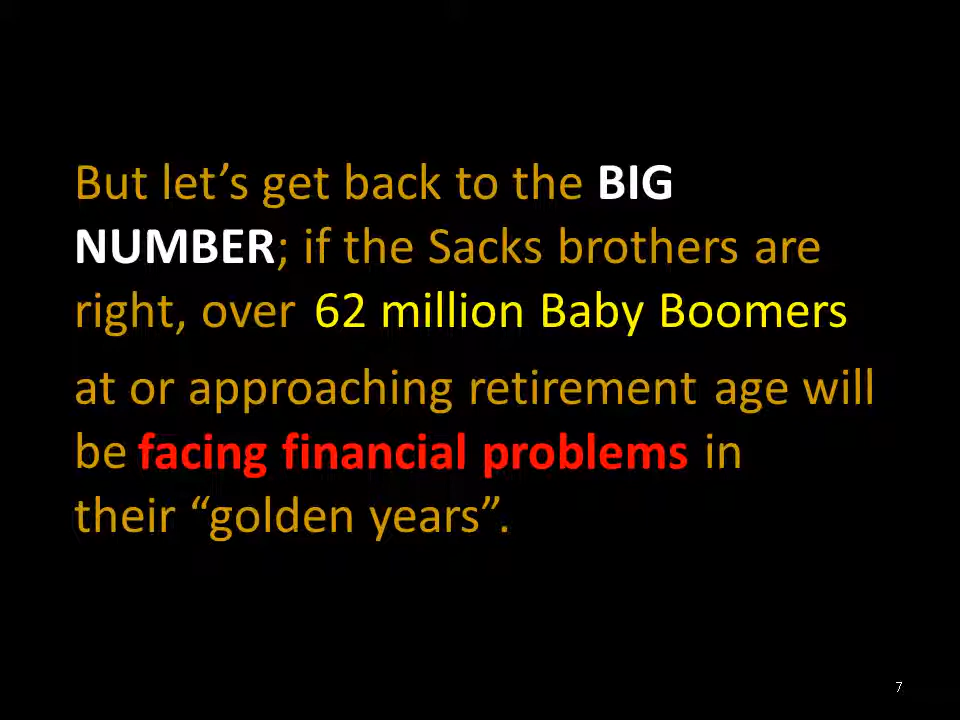 But let’s get back to the BIG
NUMBER; if the Sacks brothers are
right, over 62 million Baby Boomers
at or approaching retirement age will
be facing financial problems in
their “golden years”.
7